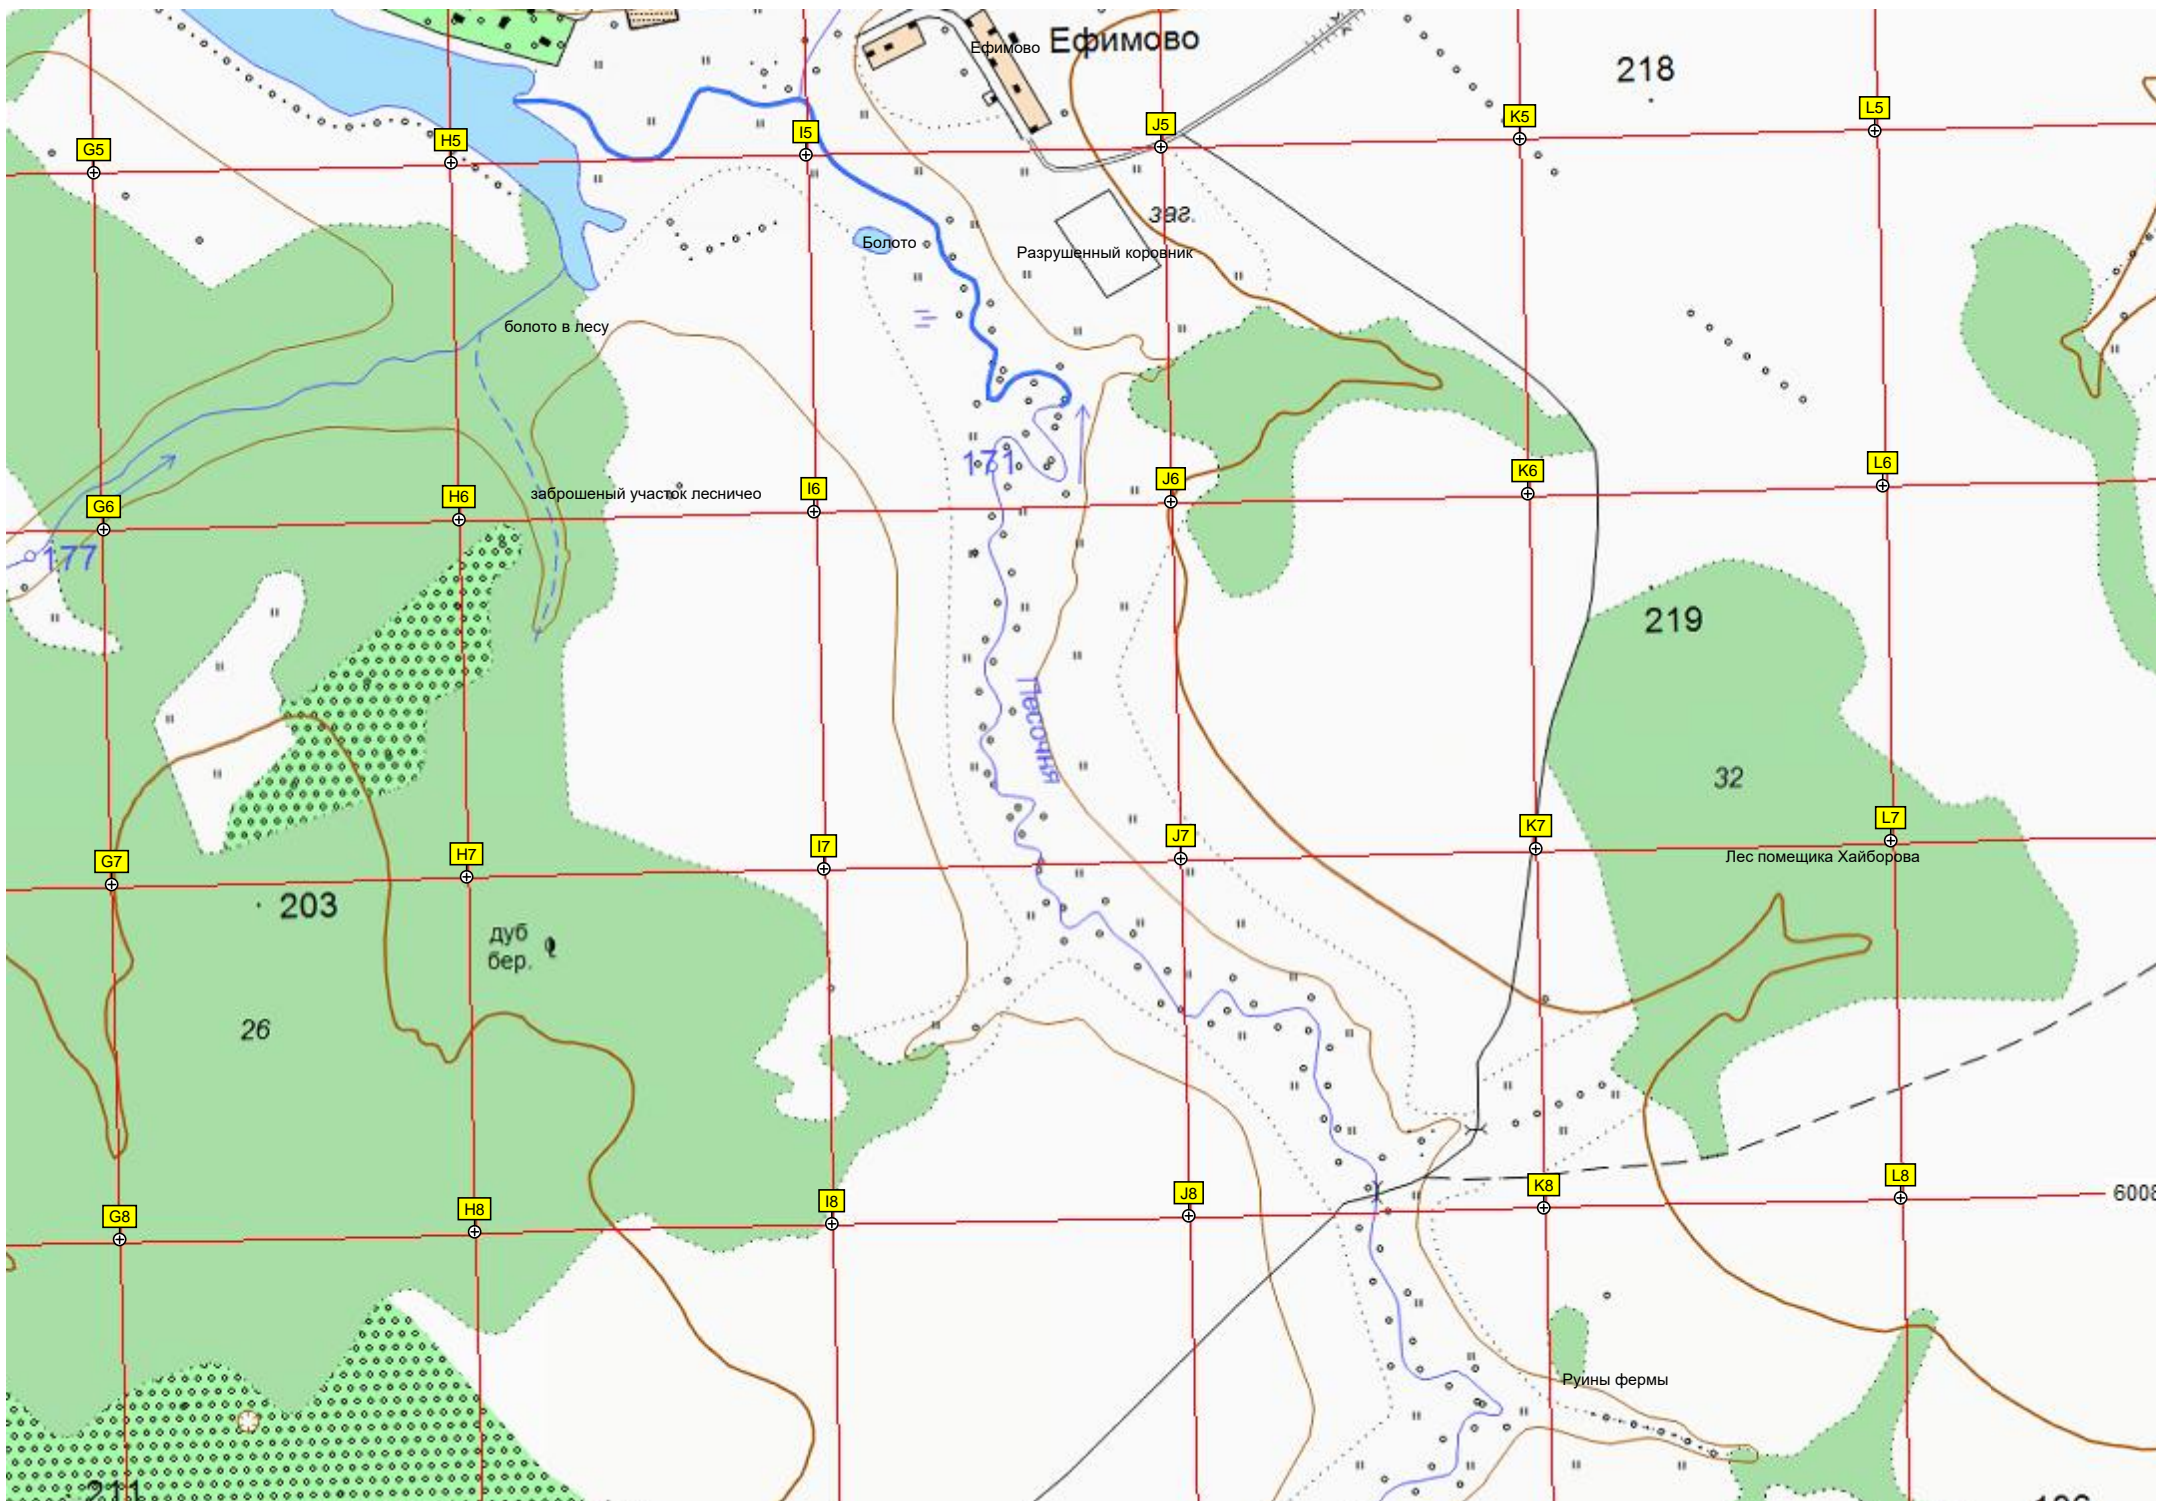 Ефимово
Ефимово
218
G5
H5
I5
J5
K5
L5
заг.
Болото
Разрушенный коровник
болото в лесу
171
G6
H6
I6
J6
K6
L6
заброшеный участок лесничео
177
219
Песочня
32
G7
H7
I7
J7
K7
L7
Лес помещика Хайборова
203
дуб
бер.
26
G8
H8
I8
J8
K8
L8
6008
Руины фермы
211